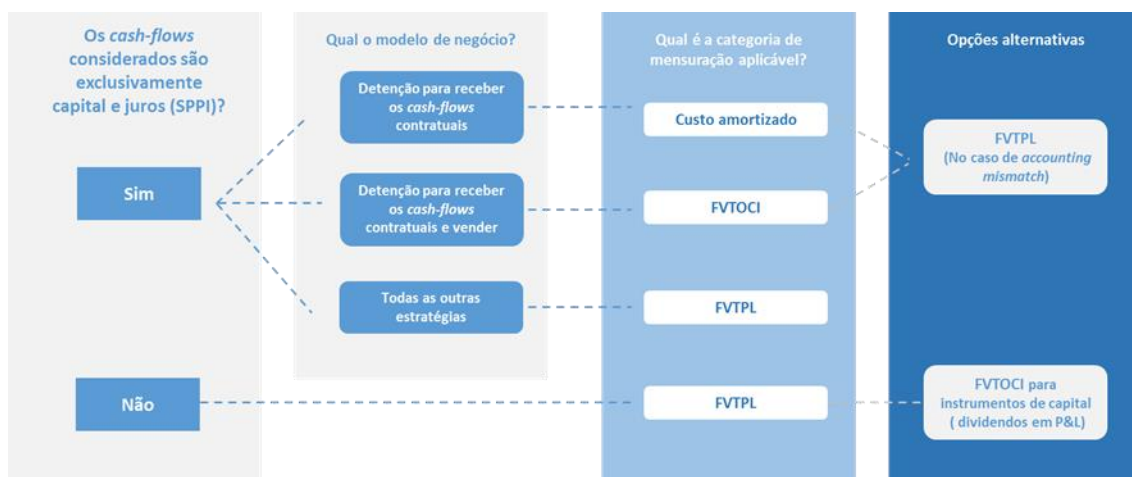 Os cash-flows
considerados são
exclusivamente
capital e juros (SPPI)?
Sim
Não
Qual o modelo de negócio?
Detenção para receber
os cash-flows
contratuais
Detenção para receber
os cash-flows
contratuais e vender
Todas as outras
estratégias
Qual é a categoria de
mensuração aplicável?
Custo amortizado
FVTOCI
FVTPL
FVTPL
Opções alternativas
FVTPL
(No caso de accounting
mismatch)
FVTOCI para
instrumentos de capital
( dividendos em P&L)